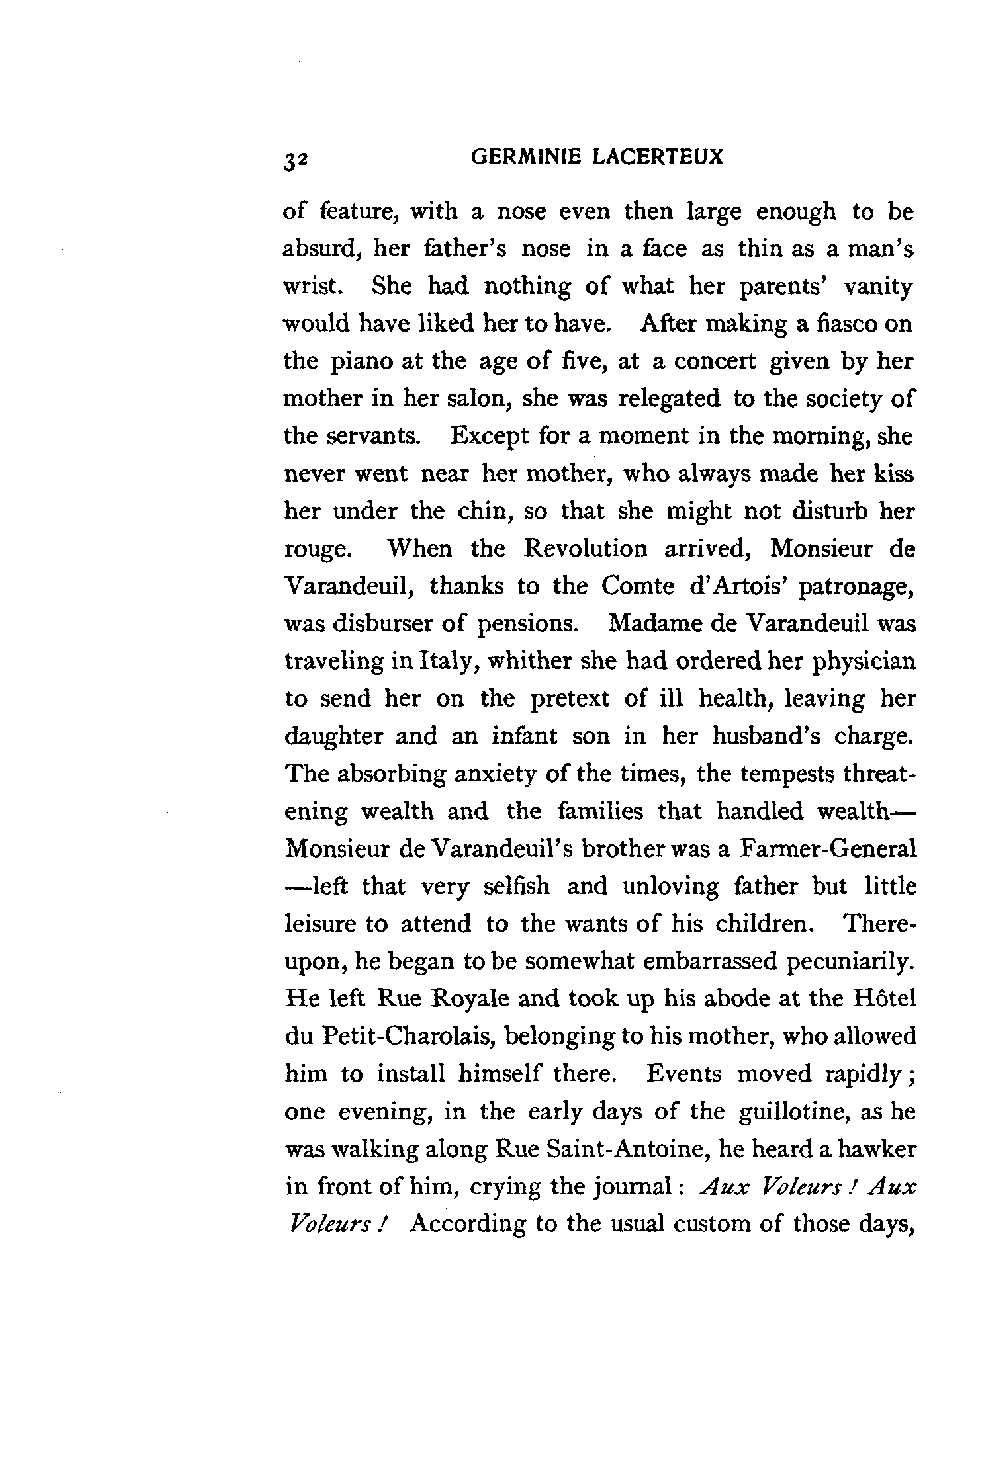 32 GERMINIE LACERTEUX
of feature, with a nose even then large enough to be
absurd, her father's nose in a face as thin as a man's
wrist. She had nothing of what her parents' vanity
would have liked her to have. After making a fiasco on
the piano at the age of five, at a concert given by her
mother in her salon, she was relegated to the society of
the servants. Except for a moment in the morning, she
never went near her mother, who always made her kiss
her under the chin, so that she might not disturb her
rouge. When the Revolution arrived, Monsieur de
Varandeuil, thanks to the Comte d'Artois' patronage,
was disburser of pensions. Madame de Varandeuil was
traveling in Italy, whither she had ordered her physician
to send her on the pretext of ill health, leaving her
daughter and an infant son in her husband's charge.
The absorbing anxiety of the times, the tempests threat-
ening wealth and the families that handled wealth—
Monsieur de Varandeuil's brother was a Farmer-General
—left that very selfish and unloving father but little
leisure to attend to the wants of his children. There-
upon, he began to be somewhat embarrassed pecuniarily.
He left Rue Royale and took up his abode at the Hôtel
du Petit-Charolais, belonging to his mother, who allowed
him to install himself there. Events moved rapidly;
one evening, in the early days of the guillotine, as he
was walking along Rue Saint-Antoine, he heard a hawker
in front of him, crying the journal: Aux Voleurs! Aux
Voleurs! According to the usual custom of those days,